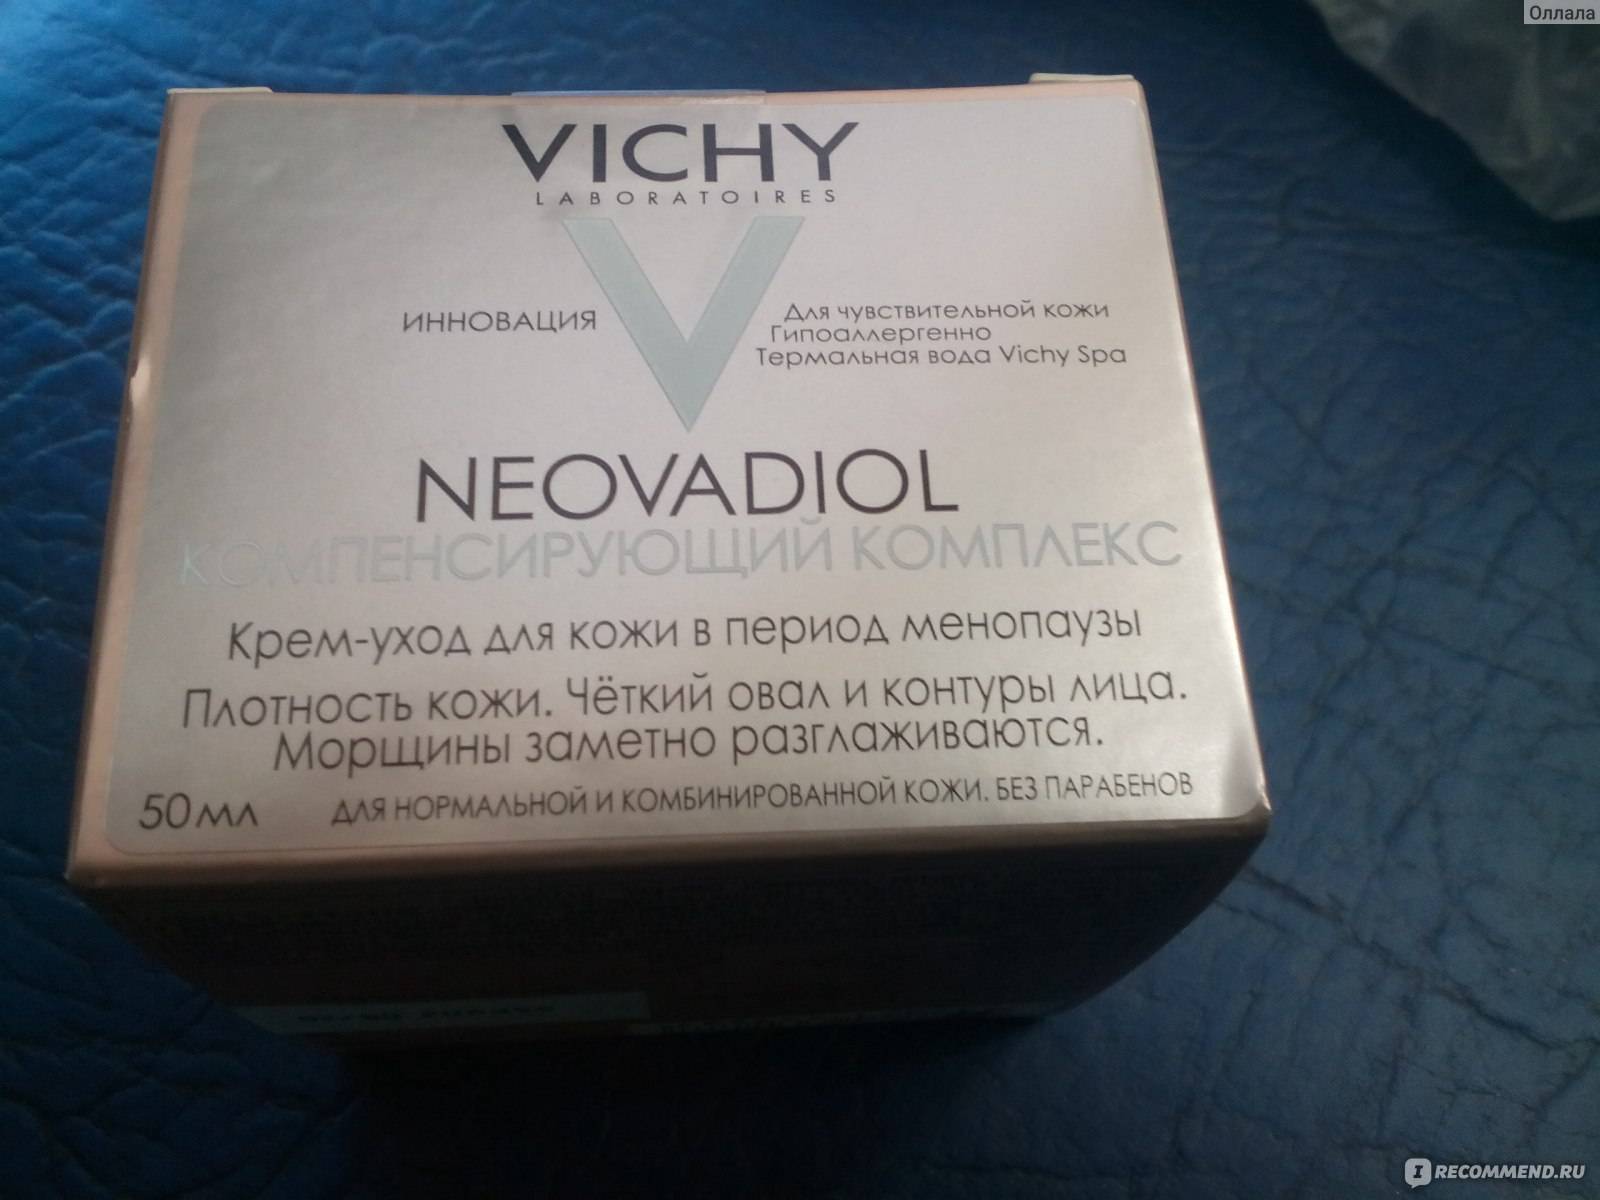 Оллала
VICHY
LABORATOIRES
ИННОВАЦИЯ
Для чувствительной кожи
Гипоаллергенно
Термальная вода Vichy Spa
NEOVADIOL
КОМПЕНСИРУЮЩИЙ КОМПЛЕКС
Крем-уход для кожи в период менопаузы
Плотность кожи. Чёткий овал и контуры лица.
Морщины заметно разглаживаются.
50мл
ДЛЯ НОРМАЛЬНОЙ И КОМБИНИРОВАННОЙ КОЖИ. БЕЗ ПАРАБЕНОВ
IRECOMMEND.RU